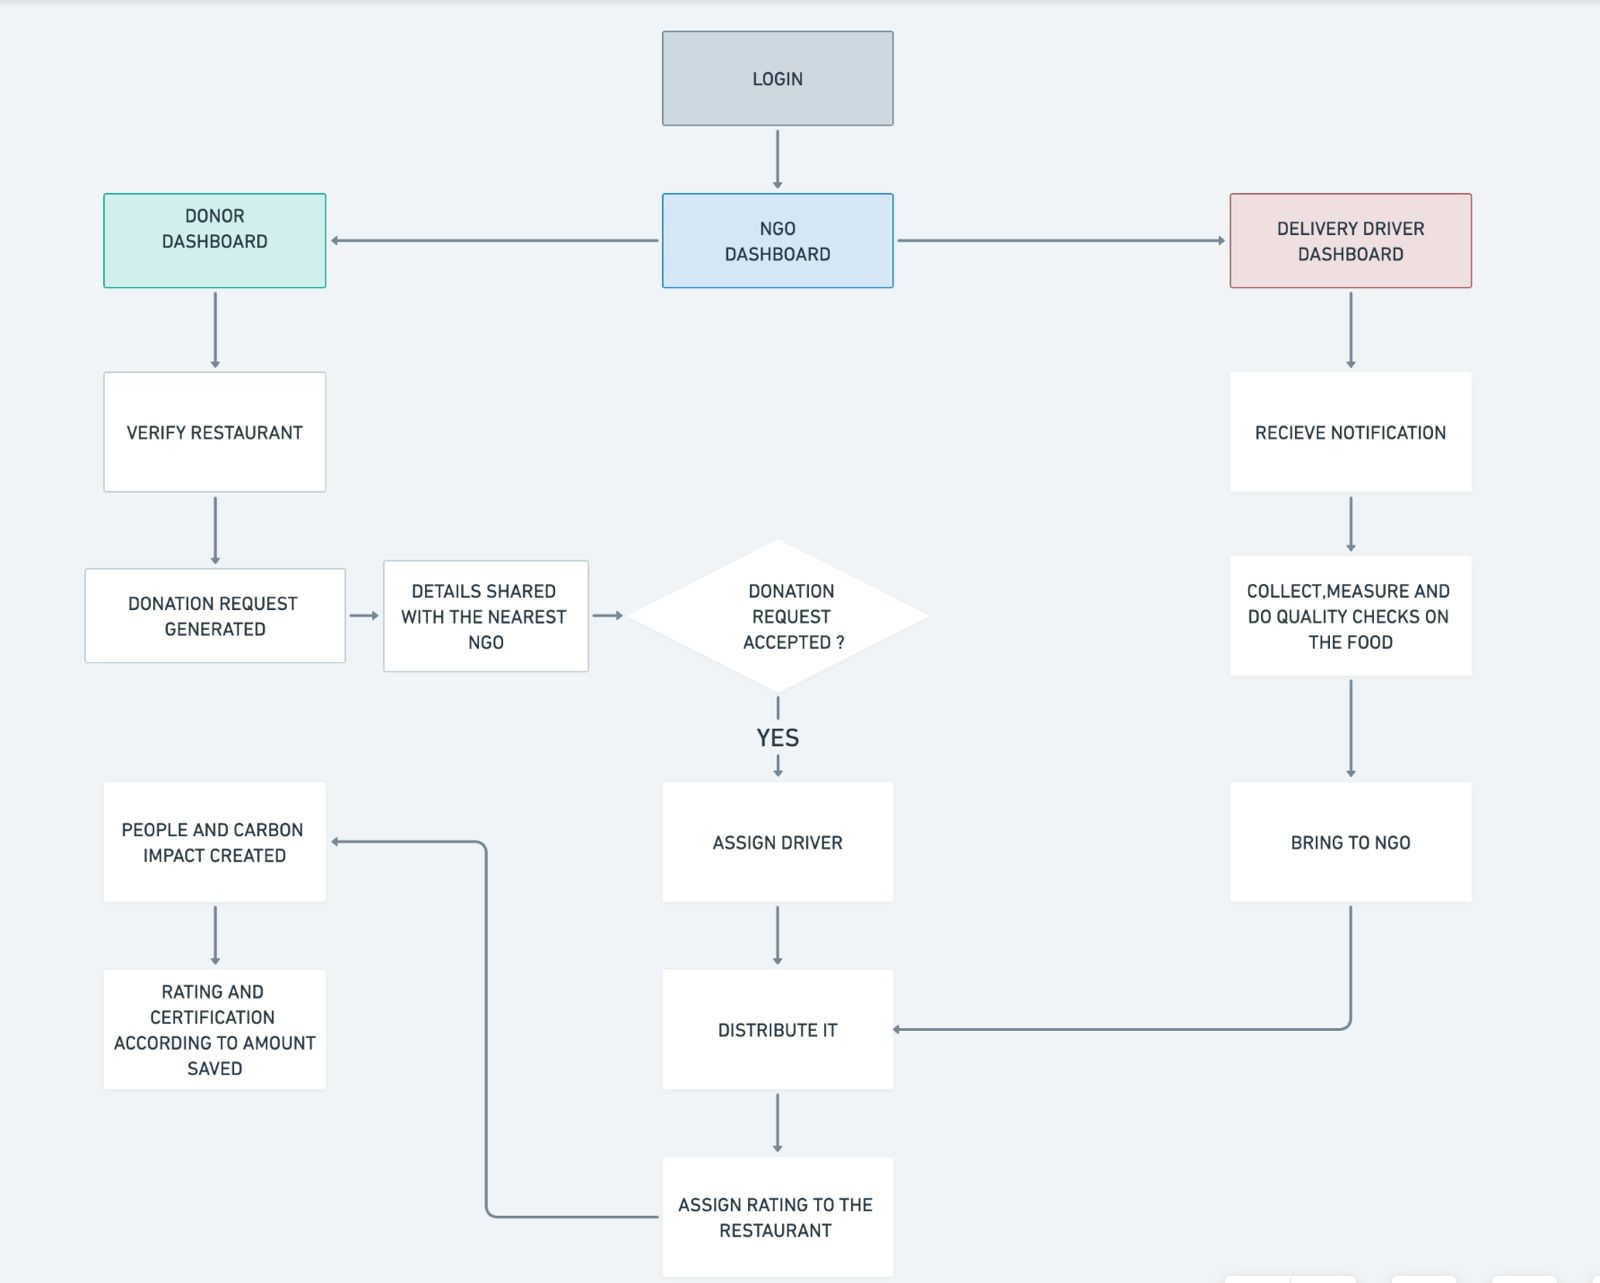 LOGIN
DONOR
DASHBOARD
NGO
DASHBOARD
DELIVERY DRIVER
DASHBOARD
VERIFY RESTAURANT
RECIEVE NOTIFICATION
DONATION REQUEST
GENERATED
DETAILS SHARED
WITH THE NEAREST
NGO
DONATION
REQUEST
ACCEPTED ?
COLLECT,MEASURE AND
DO QUALITY CHECKS ON
THE FOOD
YES
PEOPLE AND CARBON
IMPACT CREATED
ASSIGN DRIVER
BRING TO NGO
RATING AND
CERTIFICATION
ACCORDING TO AMOUNT
SAVED
DISTRIBUTE IT
ASSIGN RATING TO THE
RESTAURANT